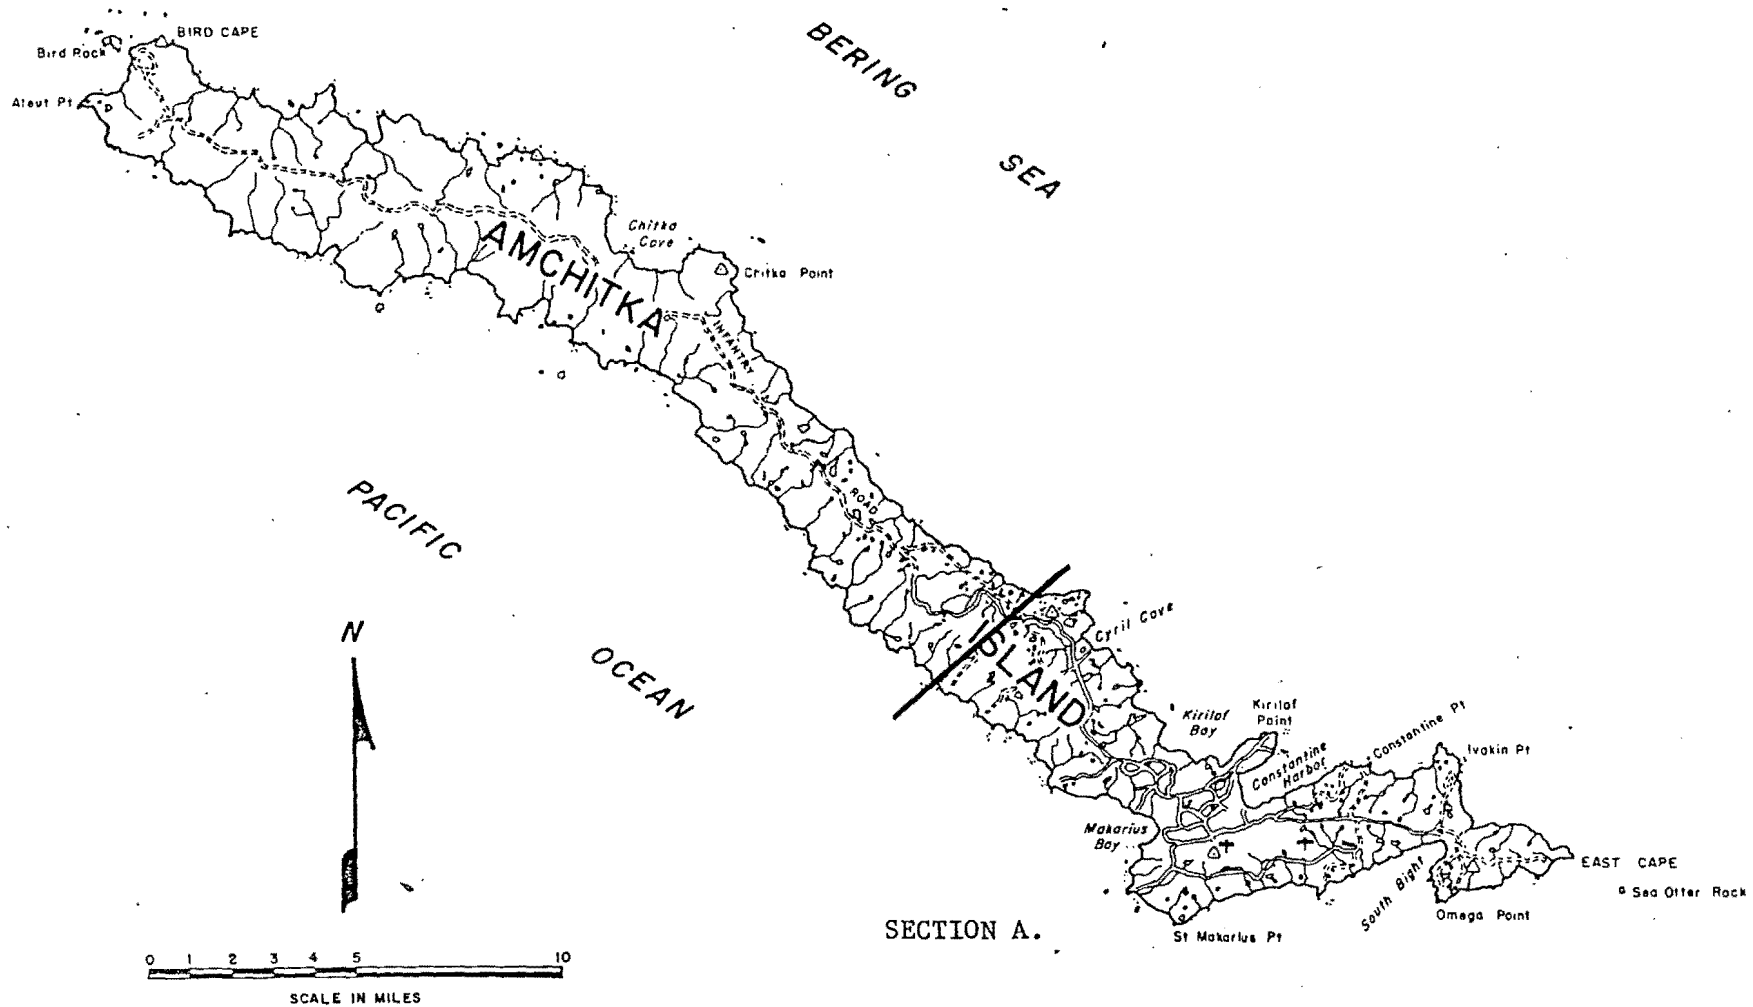 BIRD CAPE
Bird Rock
Aleut Pt
BERING
SEA
Chitka
Cove
Critka Point
AMCHITKA
INFANTRY
ROAD
PACIFIC
OCEAN
N
ISLAND
Cyril Cove
Kirilof
Bay
Kirilof
Point
Constantine
Harbor
Constantine Pt
Ivakin Pt
Makarius
Bay
EAST CAPE
Sea Otter Rock
South Bight
Omega Point
St Makarius Pt
SECTION A.
0 1 2 3 4 5 10
SCALE IN MILES